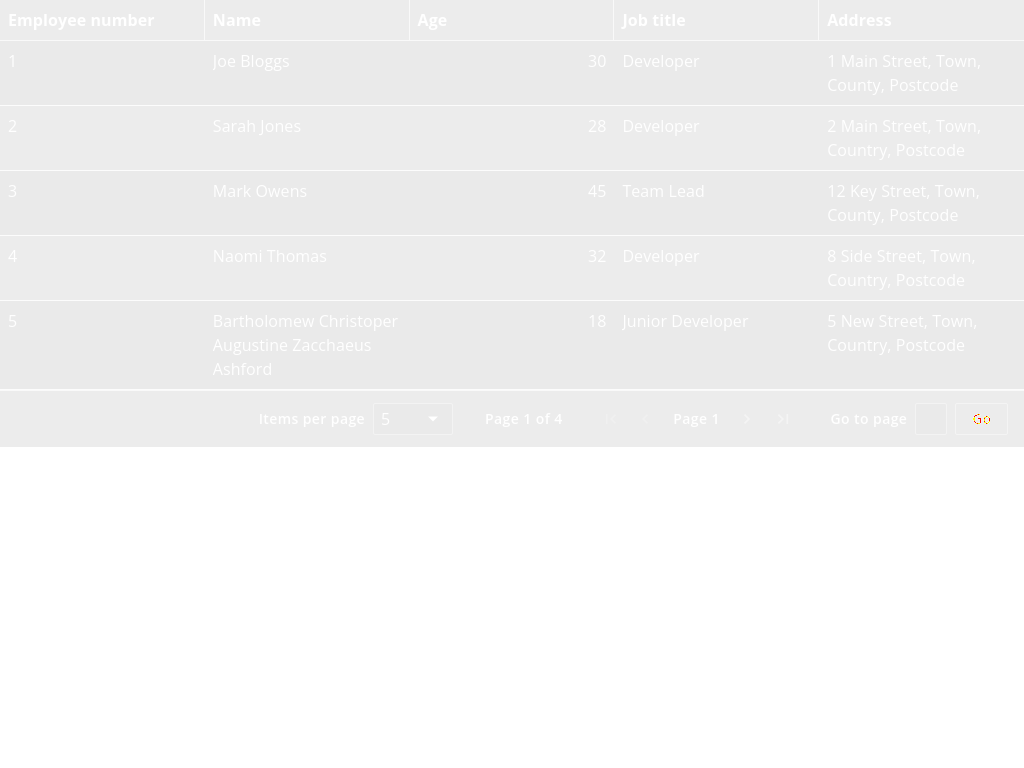 Employee number Name Age Job title Address
1 Joe Bloggs 30 Developer 1 Main Street, Town,
County, Postcode
2 Sarah Jones 28 Developer 2 Main Street, Town,
Country, Postcode
3 Mark Owens 45 Team Lead 12 Key Street, Town,
County, Postcode
4 Naomi Thomas 32 Developer 8 Side Street, Town,
Country, Postcode
5 Bartholomew Christoper 18 Junior Developer 5 New Street, Town,
Augustine Zacchaeus Country, Postcode
Ashford
Items per page 5 Page 1 of 4 Page 1 Go to page Go